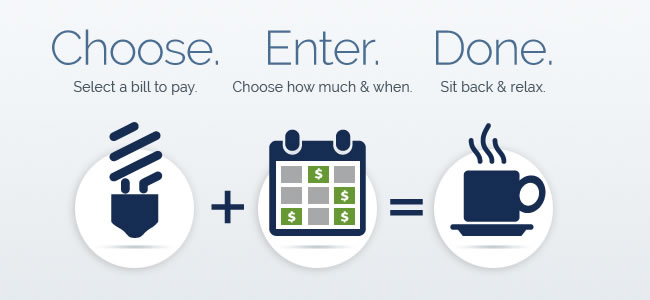 Choose. Enter. Done.
Select a bill to pay. Choose how much & when. Sit back & relax.
+ =
$
$
$ $